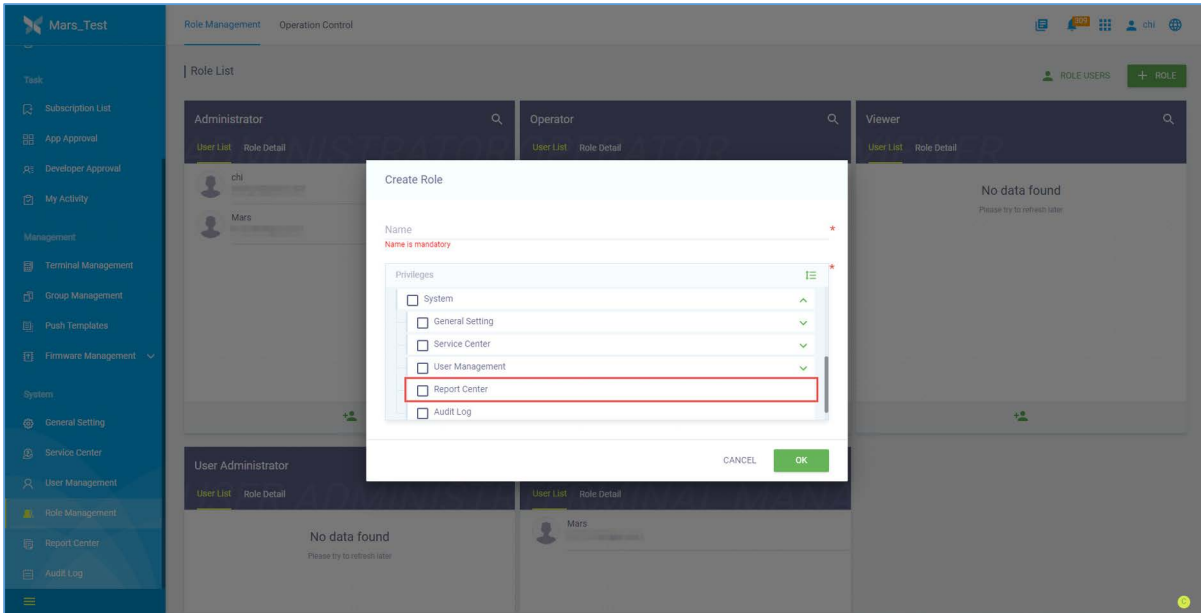 Mars_Test
Role Management
Operation Control
309
chi
Task
Subscription List
App Approval
Developer Approval
My Activity
Management
Terminal Management
Group Management
Push Templates
Firmware Management
System
General Setting
Service Center
User Management
Role Management
Report Center
Audit Log
Role List
ROLE USERS
+ ROLE
Administrator
User List
Role Detail
chi
Mars
Operator
User List
Role Detail
Viewer
User List
Role Detail
No data found
Please try to refresh later
Create Role
Name
*
Name is mandatory
Privileges
*
System
General Setting
Service Center
User Management
Report Center
Audit Log
CANCEL
OK
User Administrator
User List
Role Detail
No data found
Please try to refresh later
User List
Role Detail
Mars